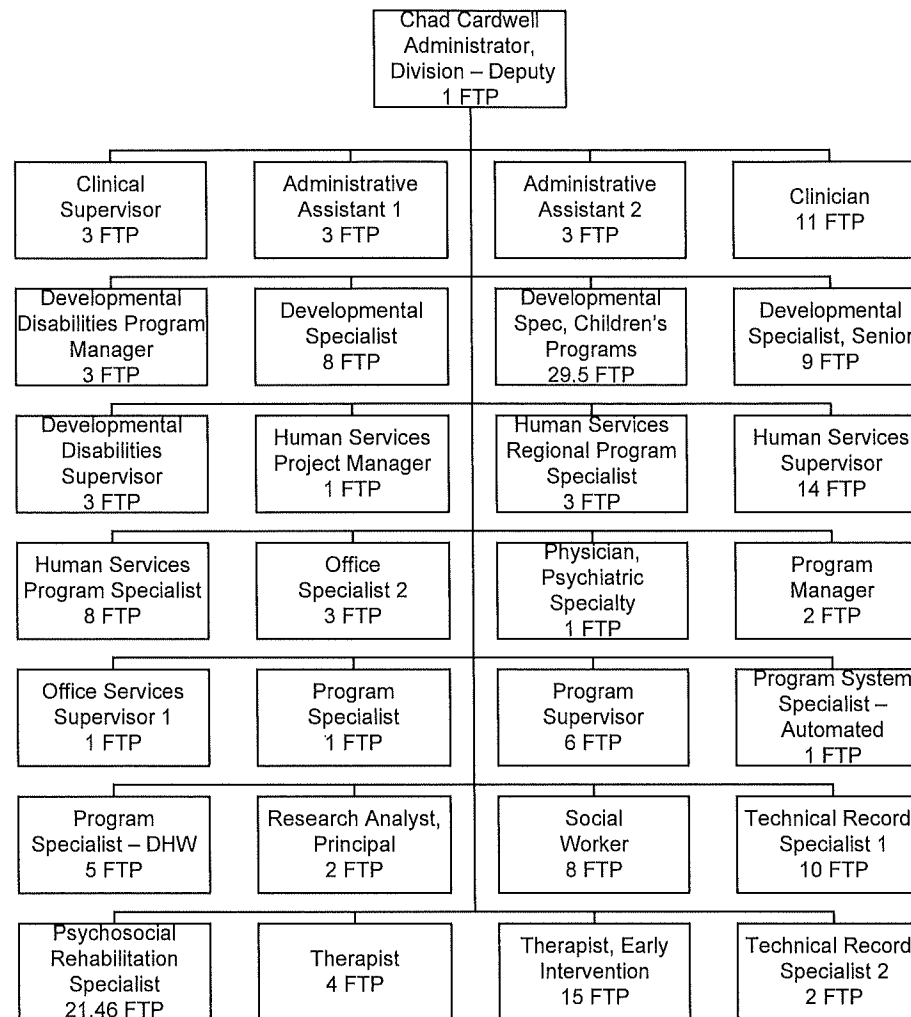 Chad Cardwell
Administrator,
Division – Deputy
1 FTP
Clinical
Supervisor
3 FTP
Administrative
Assistant 1
3 FTP
Administrative
Assistant 2
3 FTP
Clinician
11 FTP
Developmental
Disabilities Program
Manager
3 FTP
Developmental
Specialist
8 FTP
Developmental
Spec, Children's
Programs
29.5 FTP
Developmental
Specialist, Senior
9 FTP
Developmental
Disabilities
Supervisor
3 FTP
Human Services
Project Manager
1 FTP
Human Services
Regional Program
Specialist
3 FTP
Human Services
Supervisor
14 FTP
Human Services
Program Specialist
8 FTP
Office
Specialist 2
3 FTP
Physician,
Psychiatric
Specialty
1 FTP
Program
Manager
2 FTP
Office Services
Supervisor 1
1 FTP
Program
Specialist
1 FTP
Program
Supervisor
6 FTP
Program System
Specialist –
Automated
1 FTP
Program
Specialist – DHW
5 FTP
Research Analyst,
Principal
2 FTP
Social
Worker
8 FTP
Technical Record
Specialist 1
10 FTP
Psychosocial
Rehabilitation
Specialist
21.46 FTP
Therapist
4 FTP
Therapist, Early
Intervention
15 FTP
Technical Record
Specialist 2
2 FTP